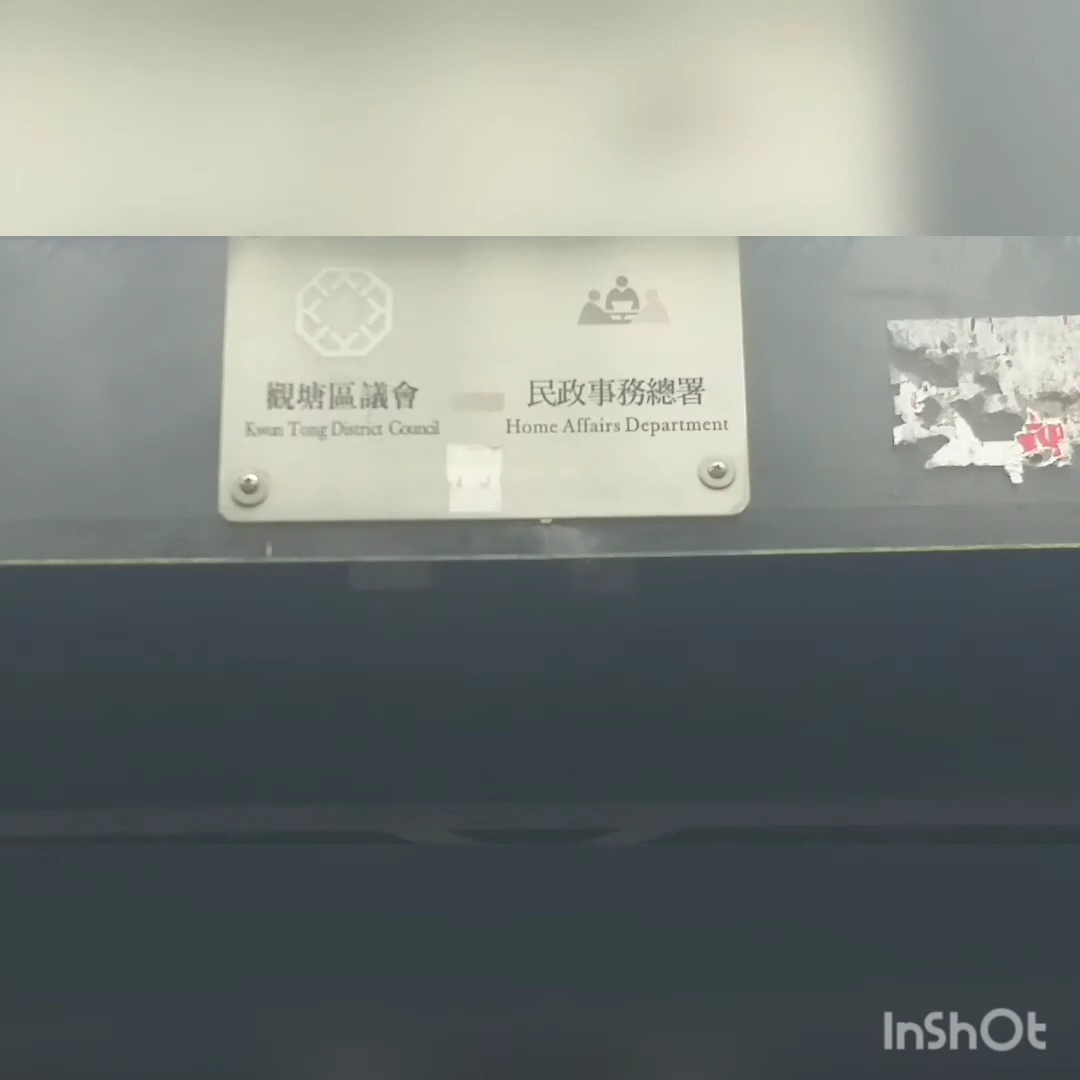 觀塘區議會
Kwun Tong District Council
民政事務總署
Home Affairs Department
InShOt